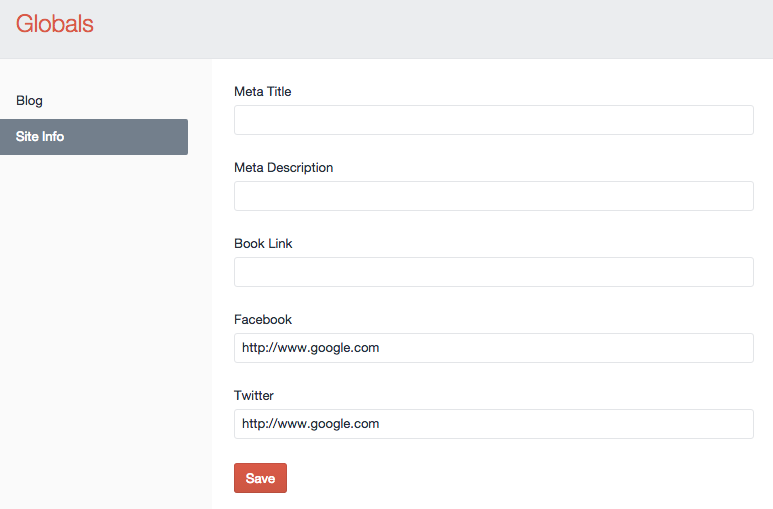 Globals
Blog
Site Info
Meta Title
Meta Description
Book Link
Facebook
http://www.google.com
Twitter
http://www.google.com
Save